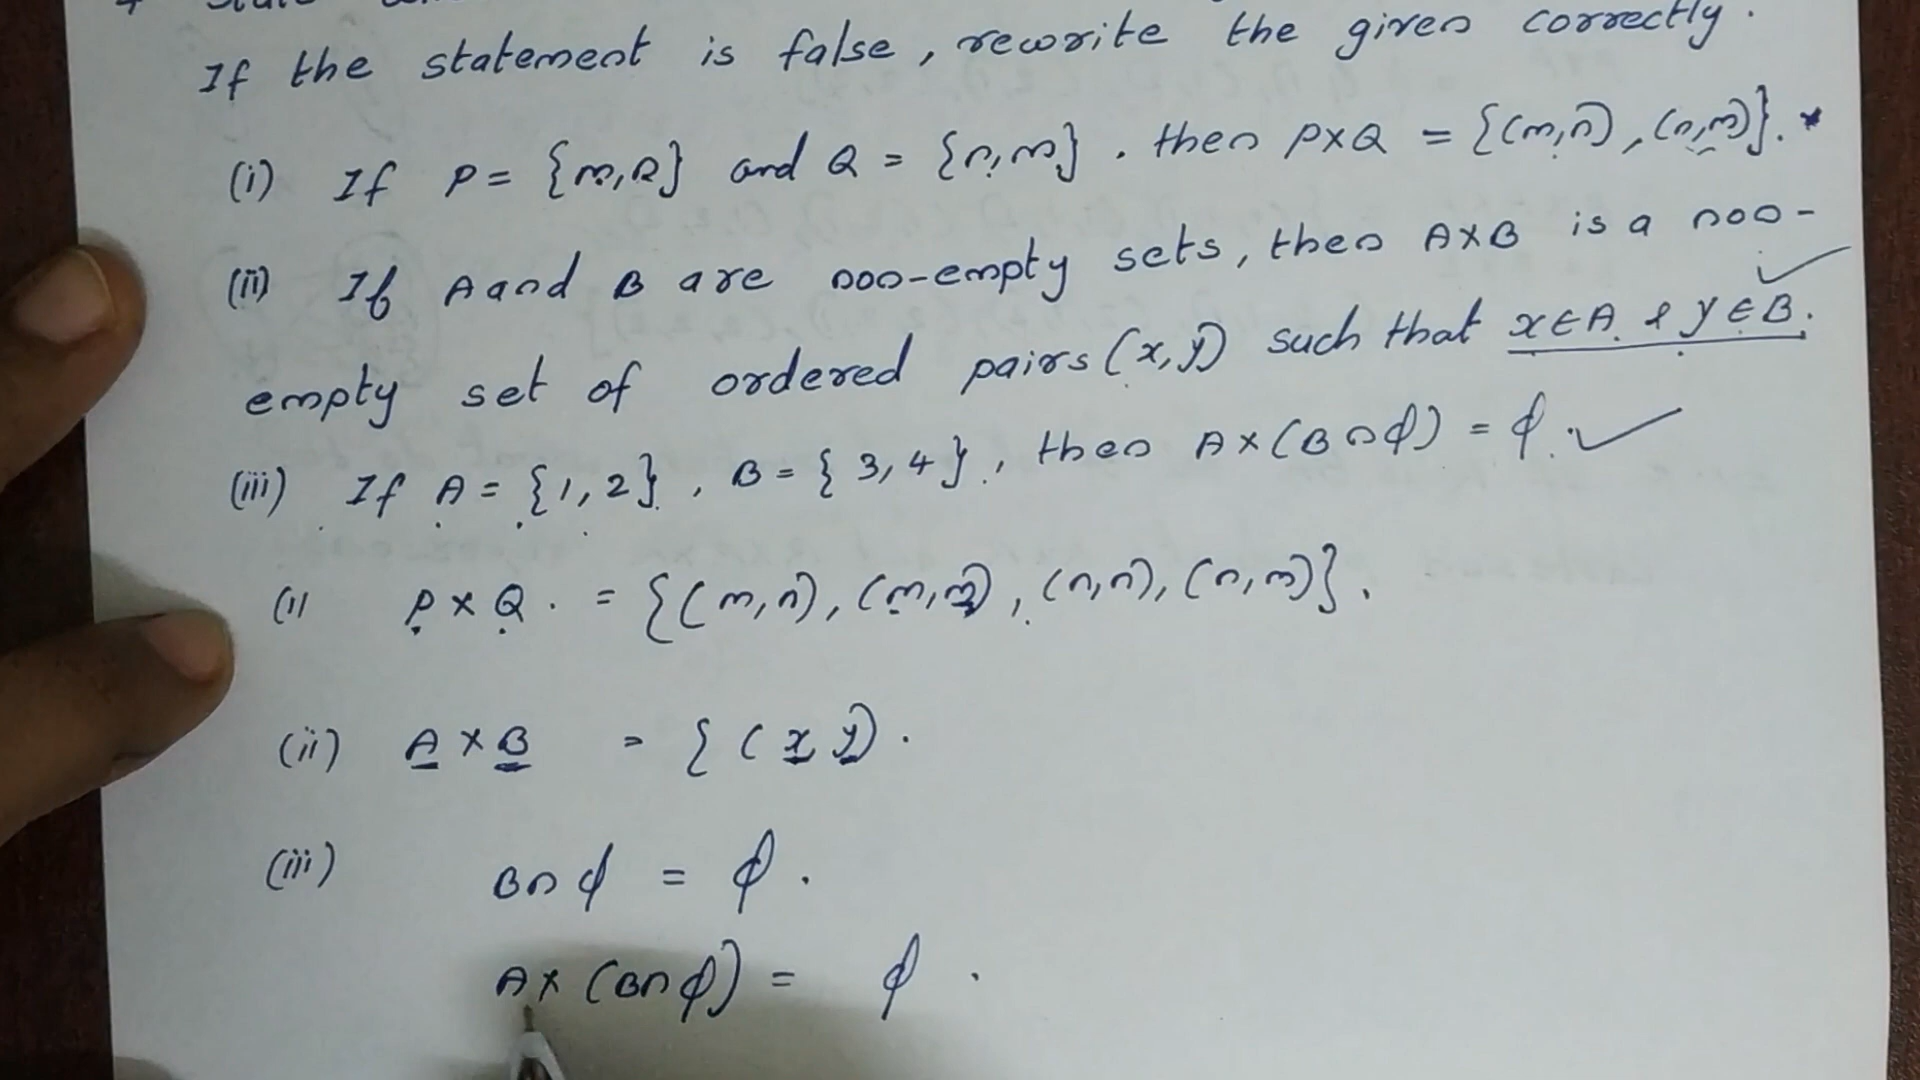 If the statement is false, rewrite the given correctly.
(i) If P = {m,n} and Q = {n,m}. then P×Q = {(m,n), (n,m)}.
(ii) If A and B are non-empty sets, then A×B is a non-
empty set of ordered pairs (x,y) such that x∈A & y∈B.
(iii) If A = {1,2}, B = {3,4}, then A×(B∩ϕ) = ϕ. ✓
(i) P × Q. = {(m,n), (m,m), (n,n), (n,m)}.
(ii) A × B = {(x y).
(iii) B∩ϕ = ϕ.
A× (B∩ϕ) = ϕ.